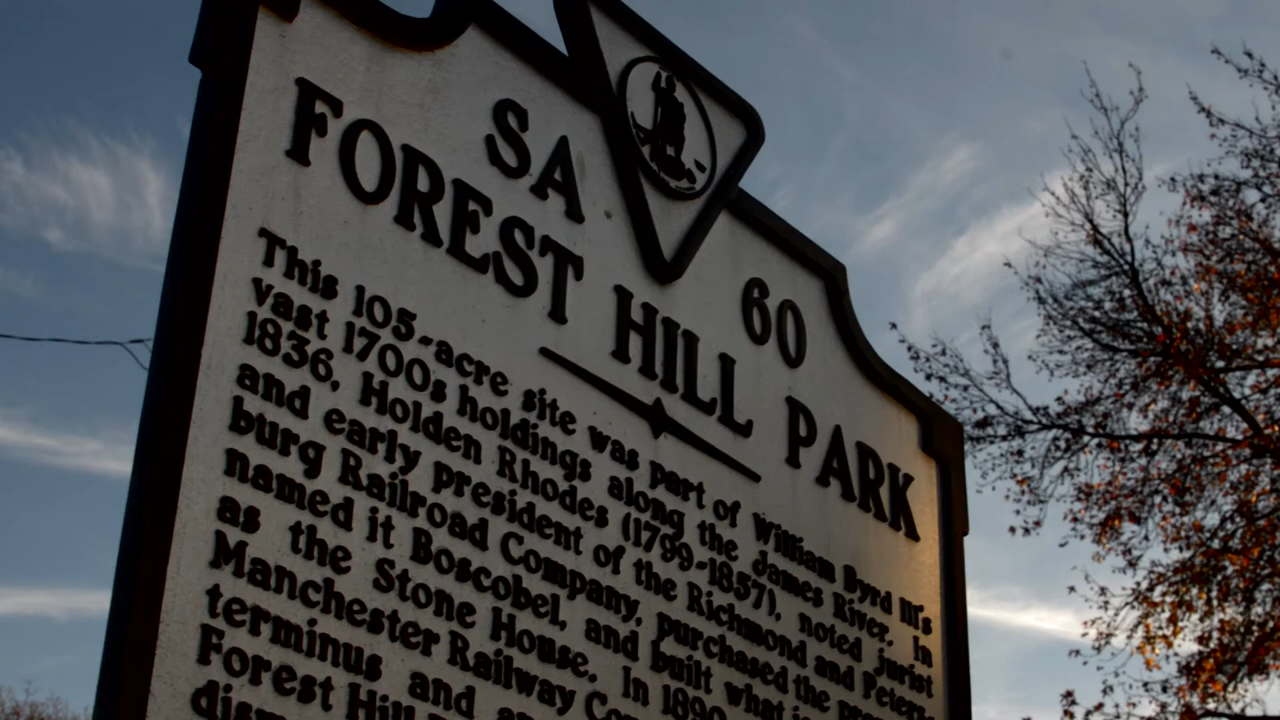 SA 60
FOREST HILL PARK
This 105-acre site was part of William Byrd III's
vast 1700s holdings along the James River. In
1836, Holden Rhodes (1799-1857), noted jurist
and early president of the Richmond and Peters-
burg Railroad Company, purchased the
named it Boscobel, and built what
as the Stone House. In 1890
Manchester Railway
terminus and
Forest Hill